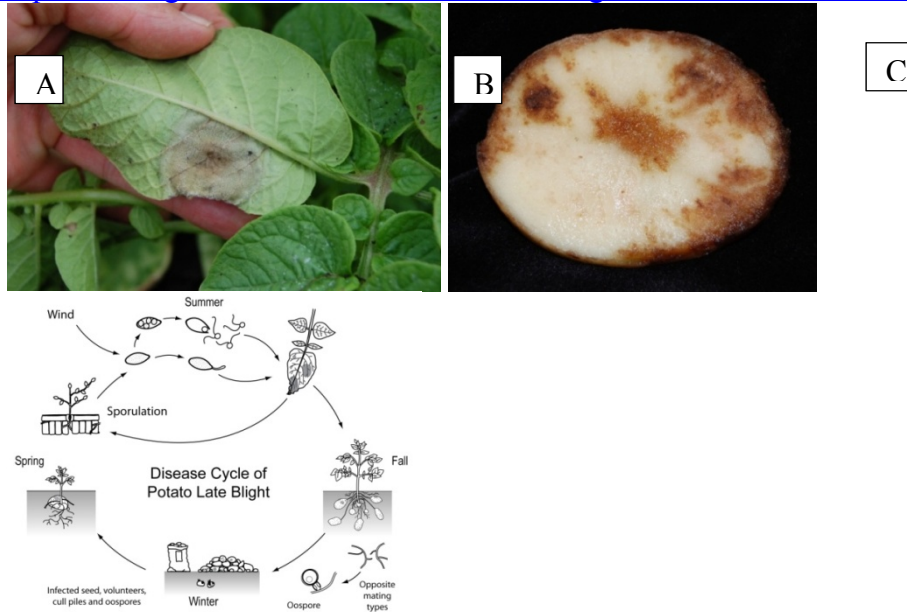 A
B
C
Summer
Wind
Sporulation
Spring
Disease Cycle of
Potato Late Blight
Fall
Infected seed, volunteers,
cull piles and oospores
Winter
Oospore
Opposite
mating
types